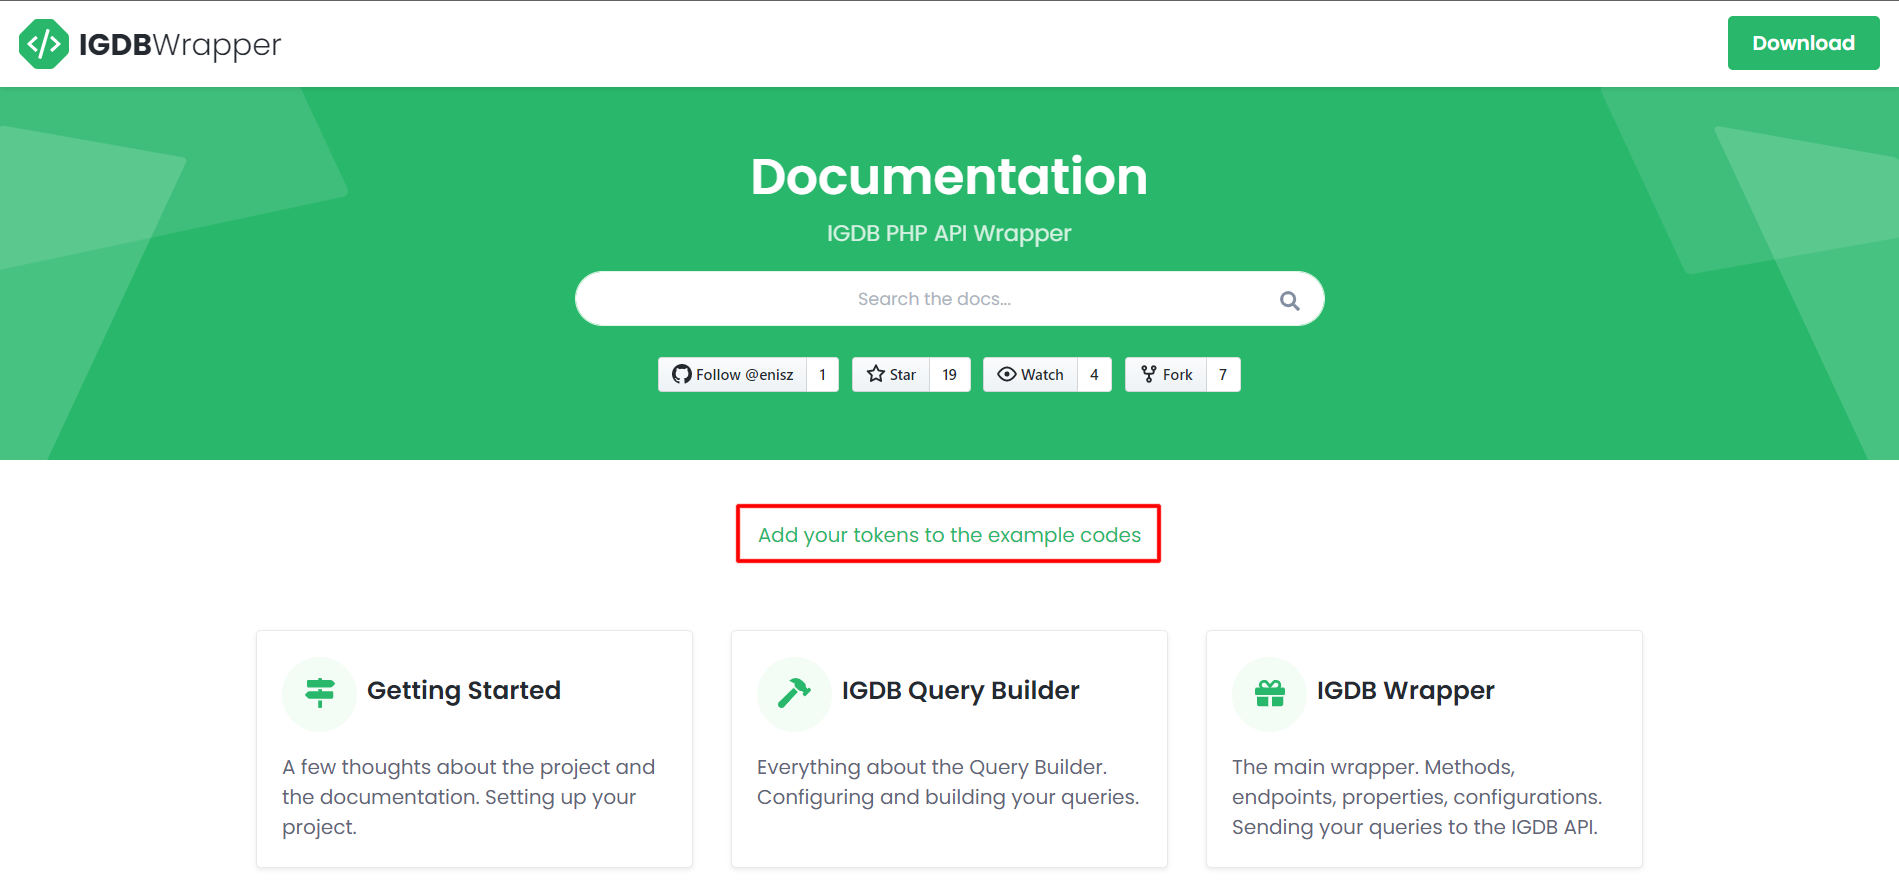 IGDBWrapper
Download
Documentation
IGDB PHP API Wrapper
Search the docs...
Follow @enisz 1
Star 19
Watch 4
Fork 7
Add your tokens to the example codes
Getting Started
A few thoughts about the project and
the documentation. Setting up your
project.
IGDB Query Builder
Everything about the Query Builder.
Configuring and building your queries.
IGDB Wrapper
The main wrapper. Methods,
endpoints, properties, configurations.
Sending your queries to the IGDB API.